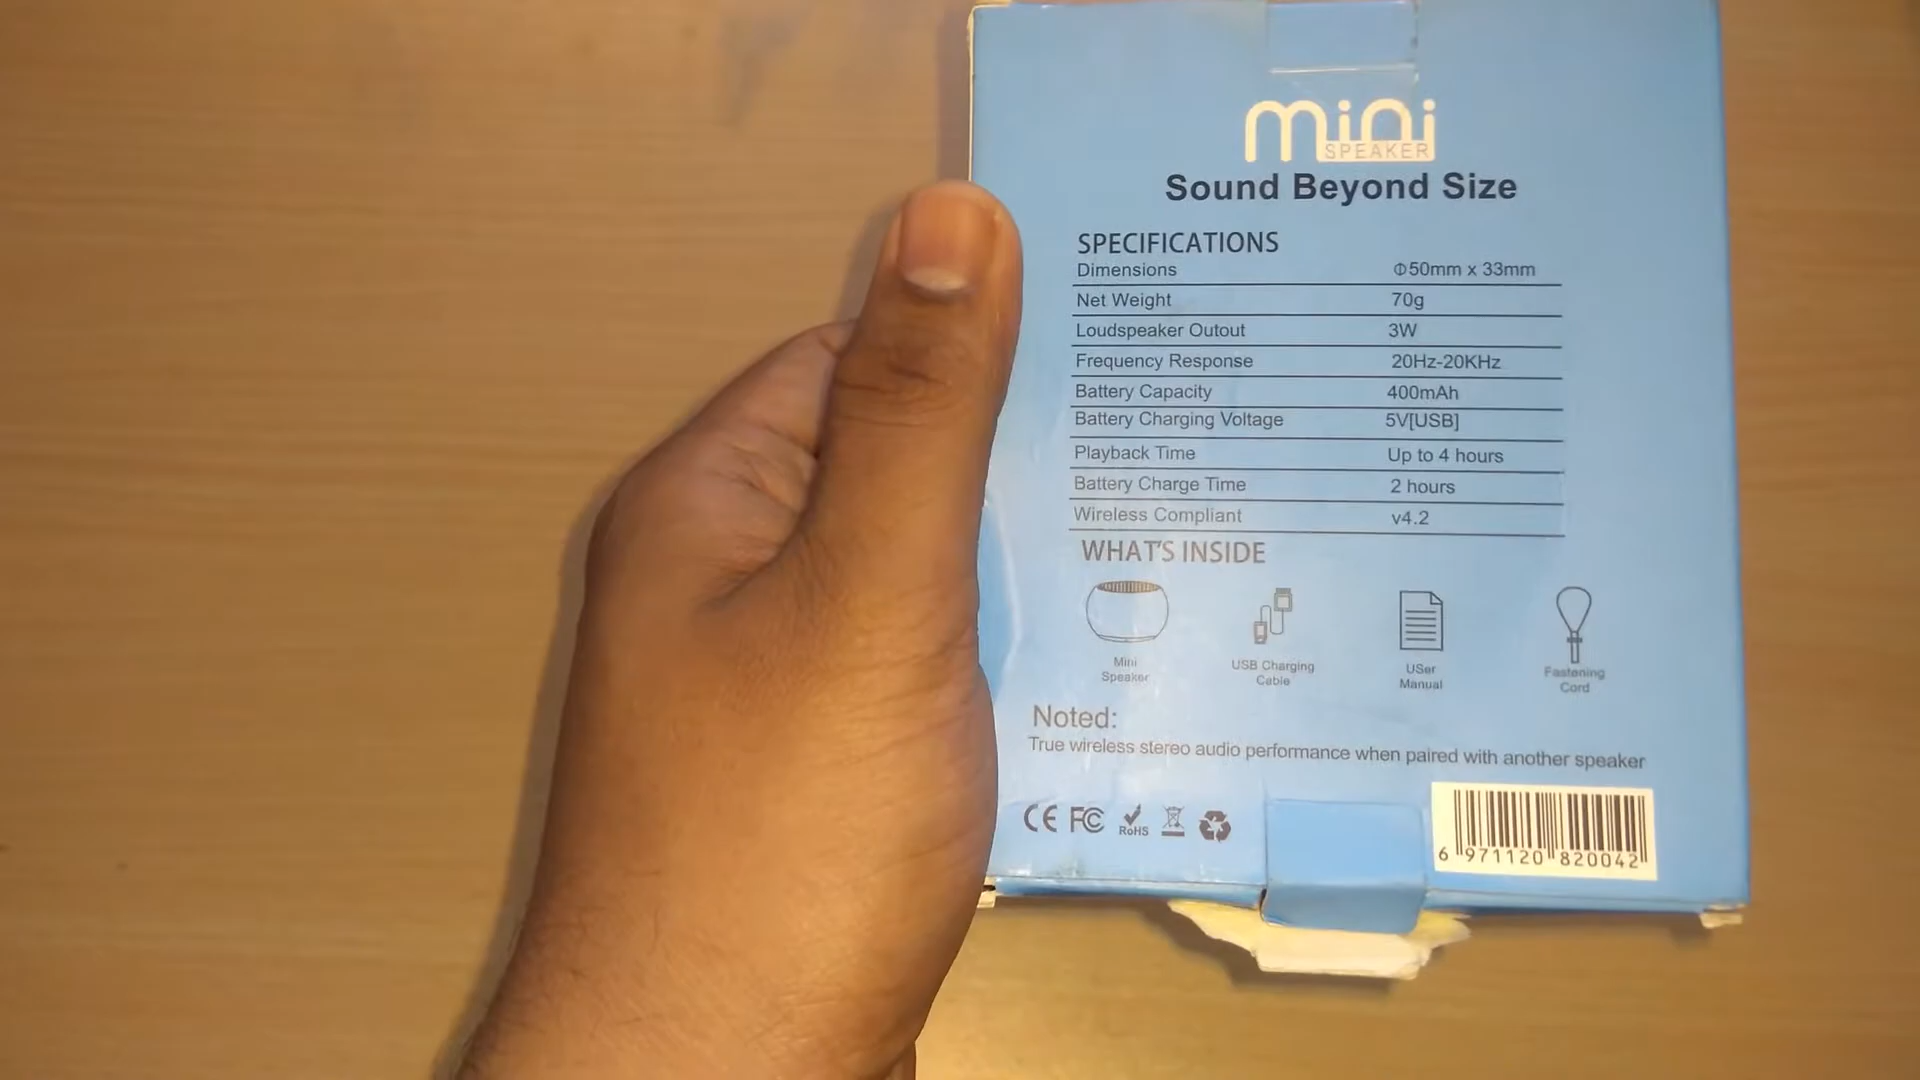 mini
SPEAKER
Sound Beyond Size
SPECIFICATIONS
Dimensions Φ50mm x 33mm
Net Weight 70g
Loudspeaker Outout 3W
Frequency Response 20Hz-20KHz
Battery Capacity 400mAh
Battery Charging Voltage 5V[USB]
Playback Time Up to 4 hours
Battery Charge Time 2 hours
Wireless Compliant v4.2
WHAT'S INSIDE
Mini
Speaker
USB Charging
Cable
USer
Manual
Fastening
Cord
Noted:
True wireless stereo audio performance when paired with another speaker
CE FC RoHS
6 971120 820042